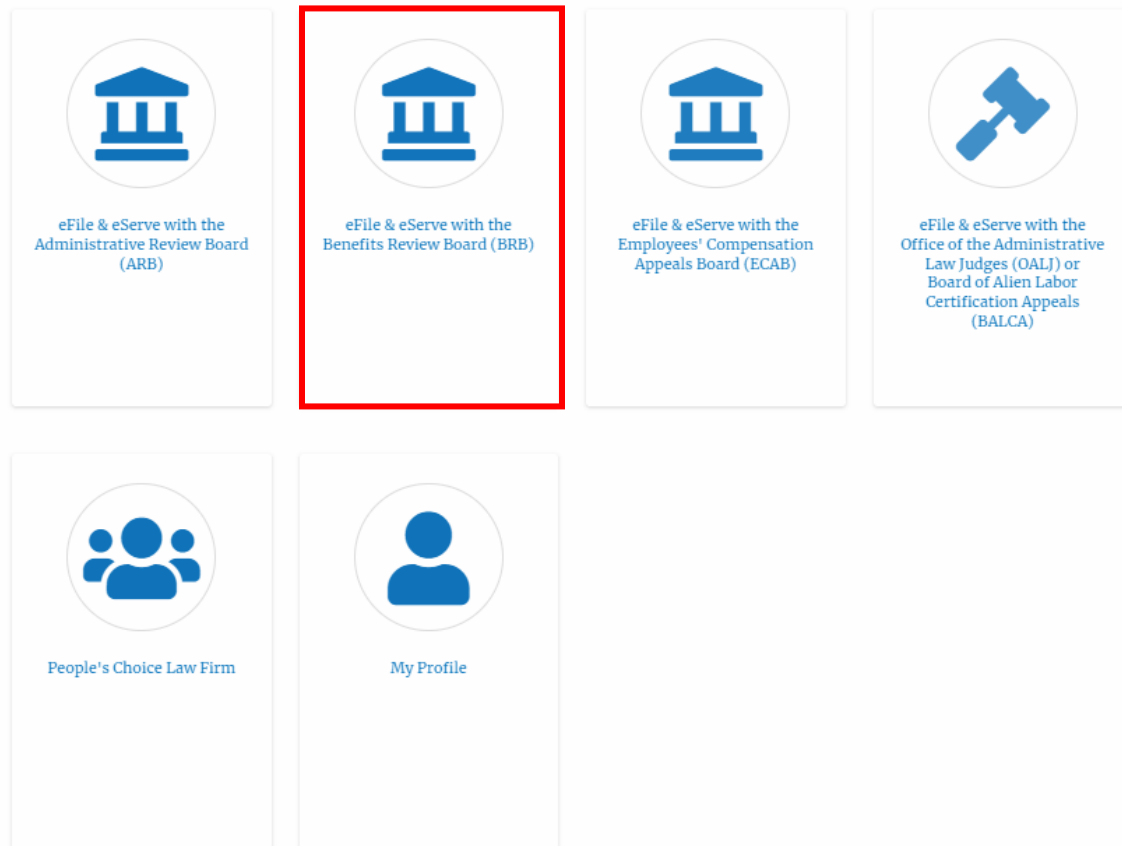 eFile & eServe with the
Administrative Review Board
(ARB)
eFile & eServe with the
Benefits Review Board (BRB)
eFile & eServe with the
Employees' Compensation
Appeals Board (ECAB)
eFile & eServe with the
Office of the Administrative
Law Judges (OALJ) or
Board of Alien Labor
Certification Appeals
(BALCA)
People's Choice Law Firm
My Profile